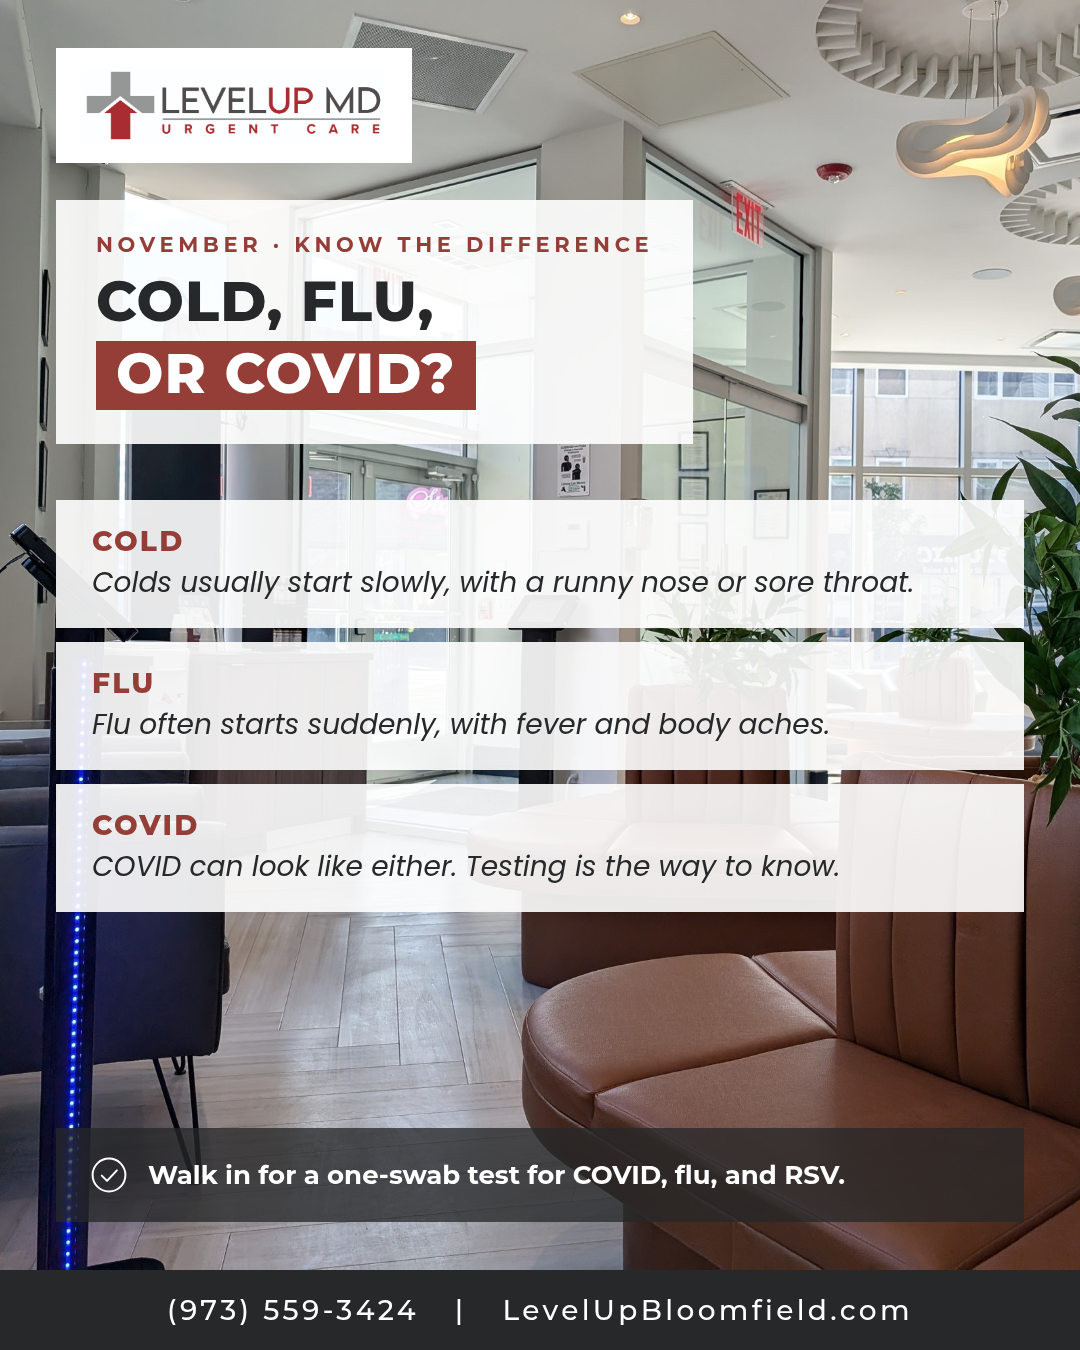 LEVELUP MD
URGENT CARE
EXIT
NOVEMBER · KNOW THE DIFFERENCE
COLD, FLU,
OR COVID?
COLD
Colds usually start slowly, with a runny nose or sore throat.
FLU
Flu often starts suddenly, with fever and body aches.
COVID
COVID can look like either. Testing is the way to know.
Walk in for a one-swab test for COVID, flu, and RSV.
(973) 559-3424 | LevelUpBloomfield.com